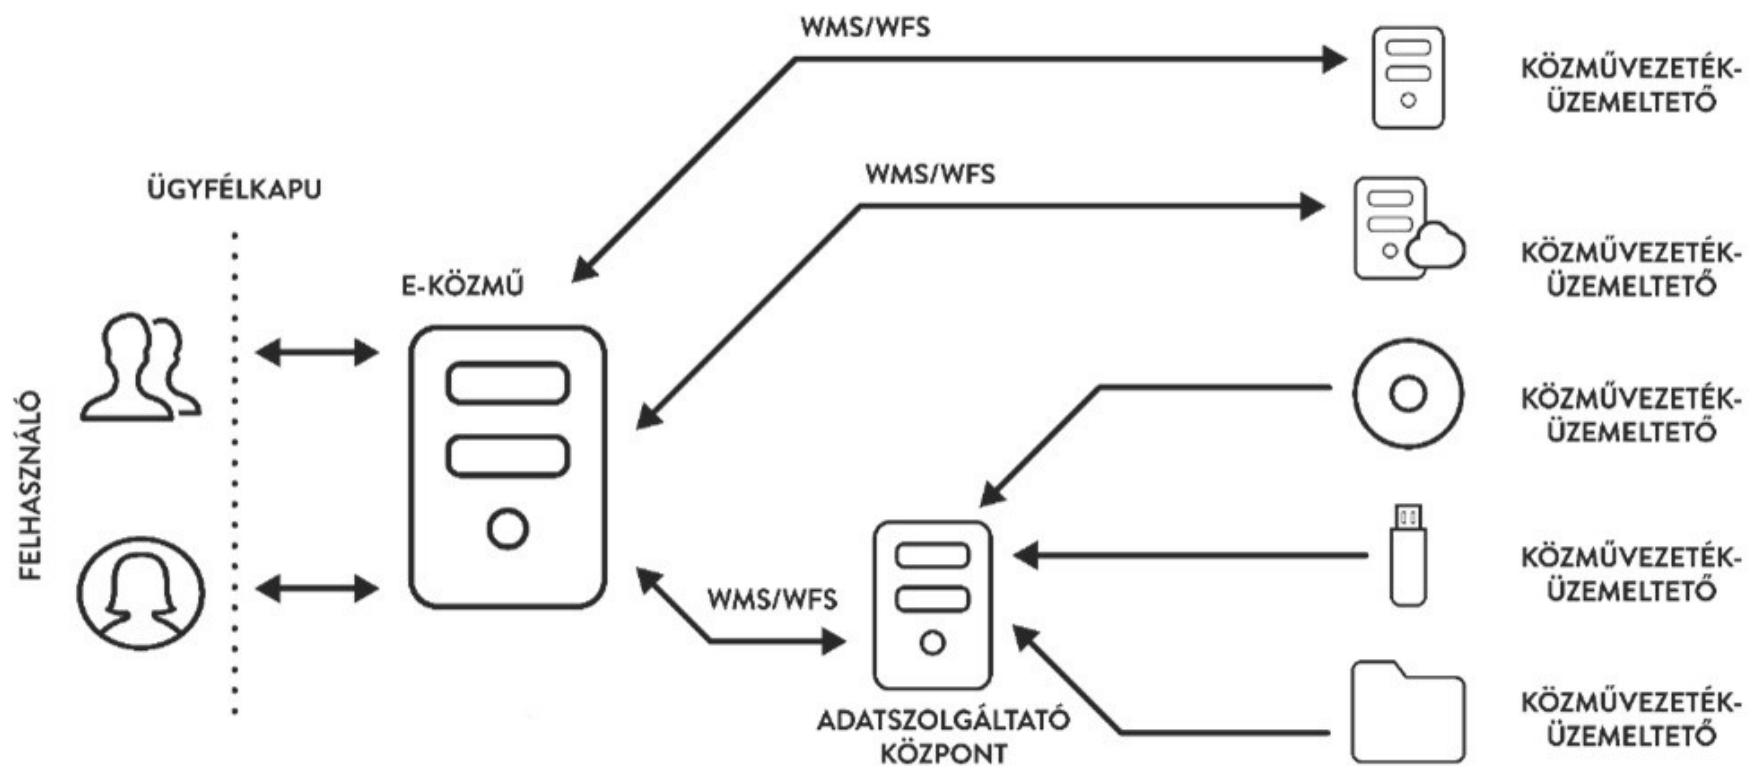 WMS/WFS
KÖZMŰVEZETÉK-
ÜZEMELTETŐ
WMS/WFS
ÜGYFÉLKAPU
KÖZMŰVEZETÉK-
ÜZEMELTETŐ
E-KÖZMŰ
FELHASZNÁLÓ
KÖZMŰVEZETÉK-
ÜZEMELTETŐ
KÖZMŰVEZETÉK-
ÜZEMELTETŐ
WMS/WFS
ADATSZOLGÁLTATÓ
KÖZPONT
KÖZMŰVEZETÉK-
ÜZEMELTETŐ